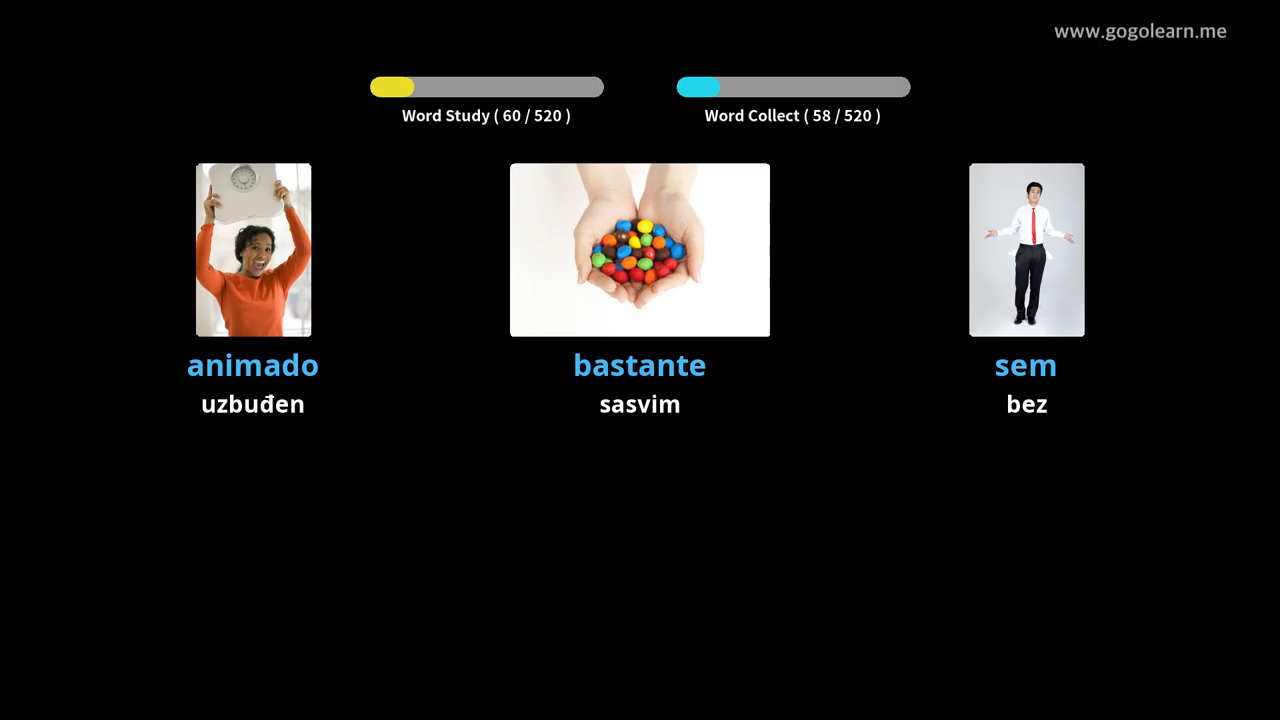 www.gogolearn.me
Word Study ( 60 / 520 )
Word Collect ( 58 / 520 )
animado
bastante
sem
uzbuđen
sasvim
bez